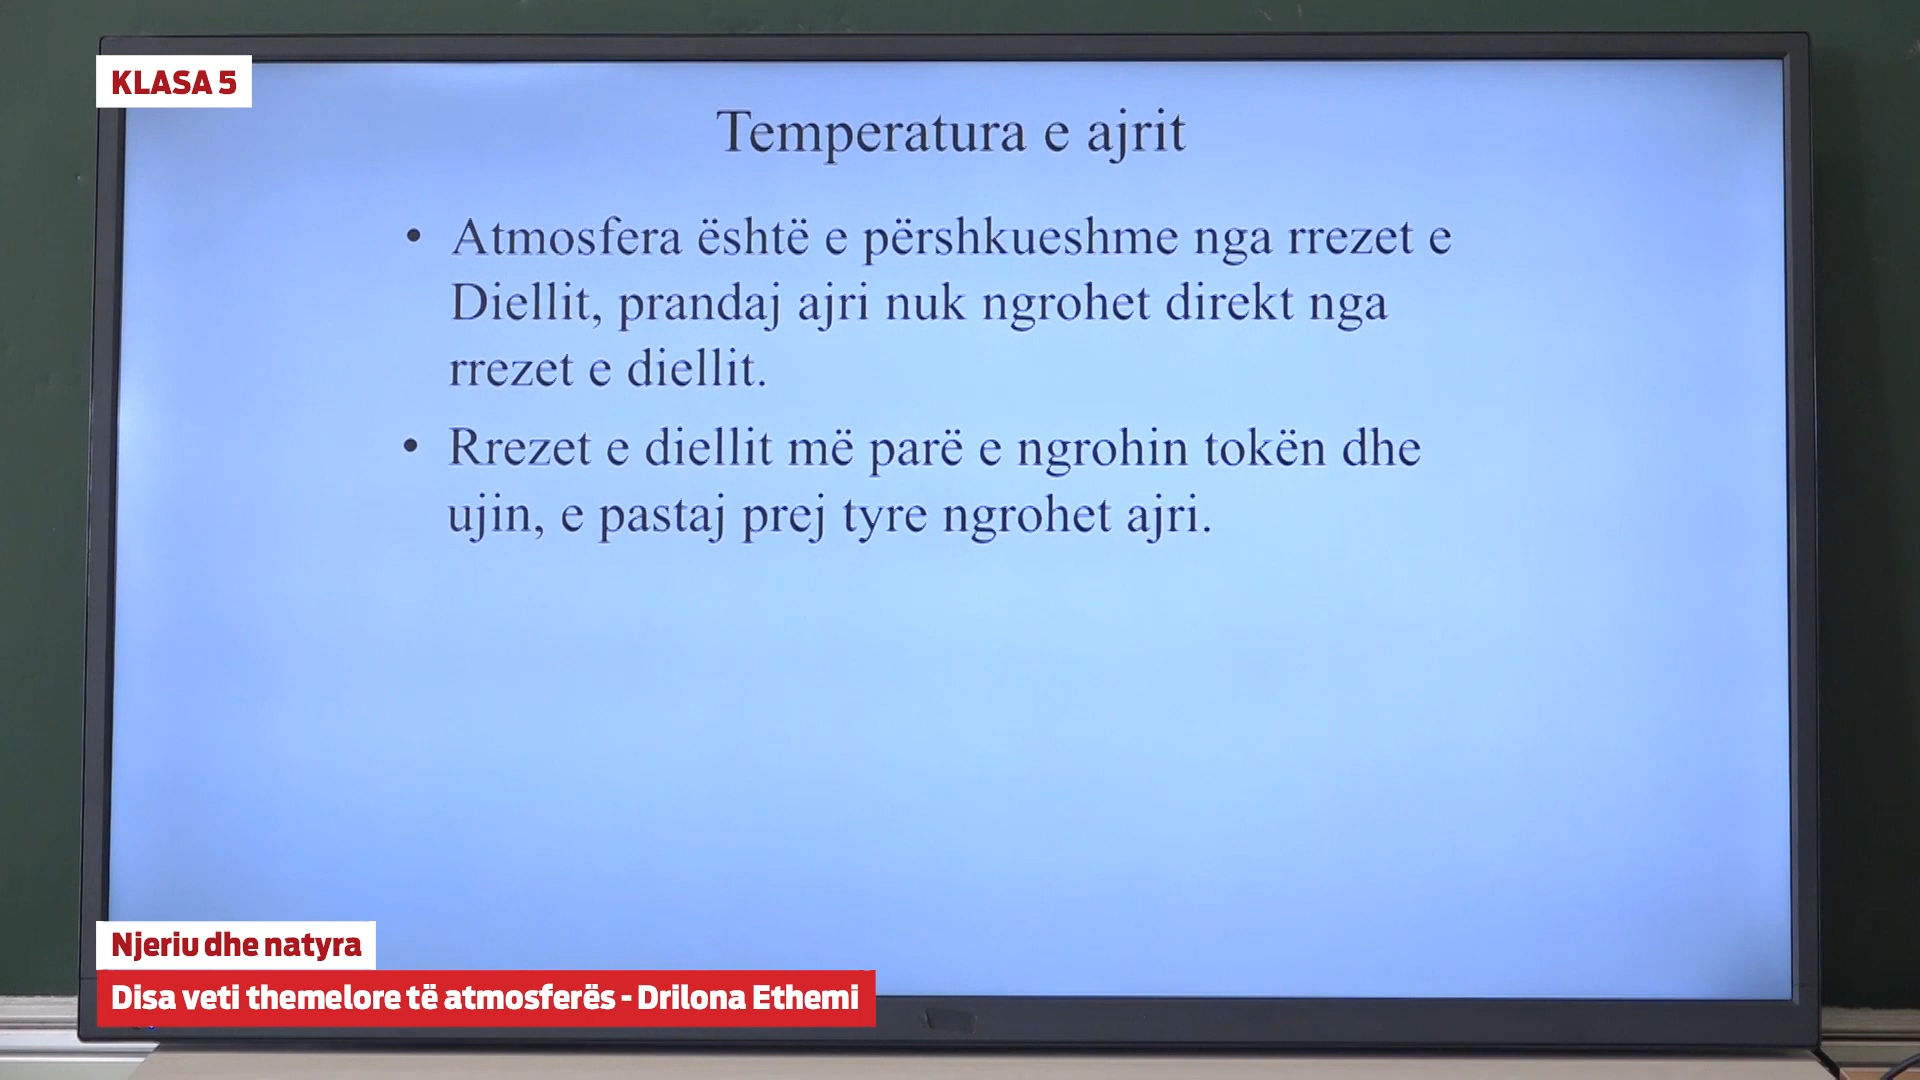 KLASA 5
Temperatura e ajrit
• Atmosfera është e përshkueshme nga rrezet e
Diellit, prandaj ajri nuk ngrohet direkt nga
rrezet e diellit.
• Rrezet e diellit më parë e ngrohin tokën dhe
ujin, e pastaj prej tyre ngrohet ajri.
Njeriu dhe natyra
Disa veti themelore të atmosferës - Drilona Ethemi